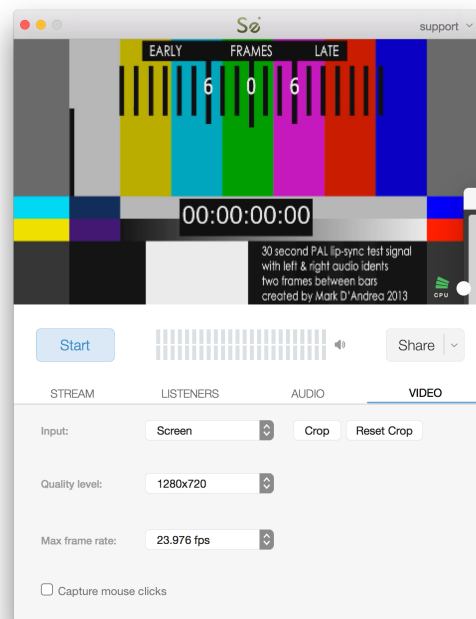 support
EARLY FRAMES LATE
6 0 6
00:00:00:00
30 second PAL lip-sync test signal
with left & right audio idents
two frames between bars
created by Mark D'Andrea 2013
CPU
Start
Share
STREAM LISTENERS AUDIO VIDEO
Input: Screen Crop Reset Crop
Quality level: 1280x720
Max frame rate: 23.976 fps
Capture mouse clicks